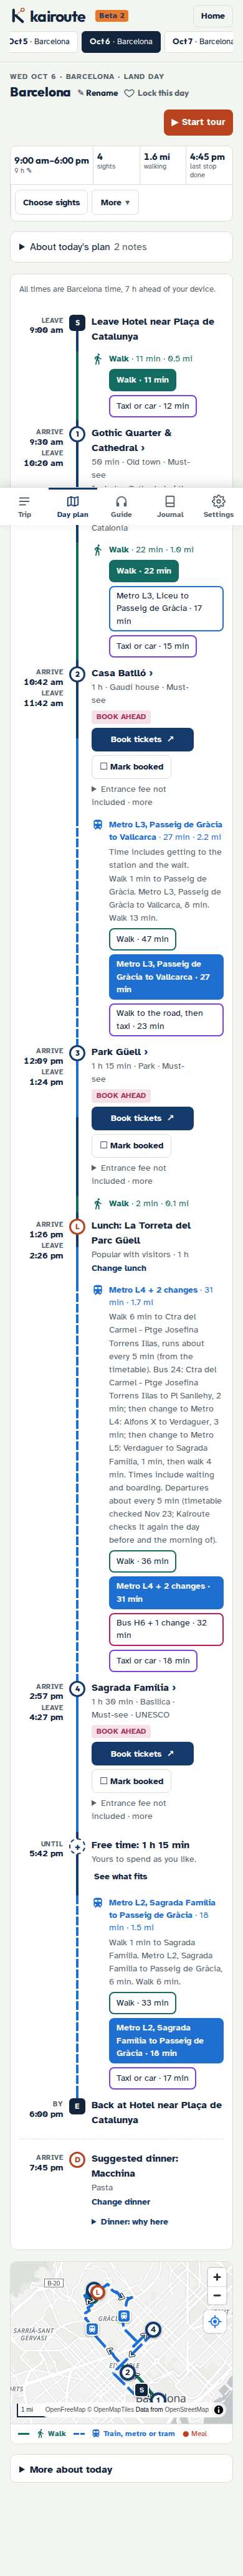 kairoute
Beta 2
Home
Oct 5 · Barcelona
Oct 6 · Barcelona
Oct 7 · Barcelona
WED OCT 6 · BARCELONA · LAND DAY
Barcelona
✎ Rename
Lock this day
▶ Start tour
9:00 am–6:00 pm
9 h ✎
4
sights
1.6 mi
walking
4:45 pm
last stop
done
Choose sights
More ▾
▶ About today's plan 2 notes
All times are Barcelona time, 7 h ahead of your device.
LEAVE
9:00 am
S
Leave Hotel near Plaça de
Catalunya
Walk · 11 min · 0.5 mi
Walk · 11 min
Taxi or car · 12 min
ARRIVE
9:30 am
LEAVE
10:20 am
1
Gothic Quarter &
Cathedral ›
50 min · Old town · Must-
see
Trip
Day plan
Guide
Journal
Settings
Catalonia
Walk · 22 min · 1.0 mi
Walk · 22 min
Metro L3, Liceu to
Passeig de Gràcia · 17
min
Taxi or car · 15 min
ARRIVE
10:42 am
LEAVE
11:42 am
2
Casa Batlló ›
1 h · Gaudí house · Must-
see
BOOK AHEAD
Book tickets ↗
☐ Mark booked
▶ Entrance fee not
included · more
Metro L3, Passeig de Gràcia
to Vallcarca · 27 min · 2.2 mi
Time includes getting to the
station and the wait.
Walk 1 min to Passeig de
Gràcia. Metro L3, Passeig de
Gràcia to Vallcarca, 8 min.
Walk 13 min.
Walk · 47 min
Metro L3, Passeig de
Gràcia to Vallcarca · 27
min
Walk to the road, then
taxi · 23 min
ARRIVE
12:09 pm
LEAVE
1:24 pm
3
Park Güell ›
1 h 15 min · Park · Must-
see
BOOK AHEAD
Book tickets ↗
☐ Mark booked
▶ Entrance fee not
included · more
Walk · 2 min · 0.1 mi
ARRIVE
1:26 pm
LEAVE
2:26 pm
L
Lunch: La Torreta del
Parc Güell
Popular with visitors · 1 h
Change lunch
Metro L4 + 2 changes · 31
min · 1.7 mi
Walk 6 min to Ctra del
Carmel - Ptge Josefina
Torrens Illas, runs about
every 5 min (from the
timetable). Bus 24: Ctra del
Carmel - Ptge Josefina
Torrens Illas to Pl Sanllehy, 2
min; then change to Metro
L4: Alfons X to Verdaguer, 3
min; then change to Metro
L5: Verdaguer to Sagrada
Família, 1 min, then walk 4
min. Times include waiting
and boarding. Departures
about every 5 min (timetable
checked Nov 23; Kairoute
checks it again the day
before and the morning of).
Walk · 36 min
Metro L4 + 2 changes ·
31 min
Bus H6 + 1 change · 32
min
Taxi or car · 18 min
ARRIVE
2:57 pm
LEAVE
4:27 pm
4
Sagrada Família ›
1 h 30 min · Basilica ·
Must-see · UNESCO
BOOK AHEAD
Book tickets ↗
☐ Mark booked
▶ Entrance fee not
included · more
UNTIL
5:42 pm
+
Free time: 1 h 15 min
Yours to spend as you like.
See what fits
Metro L2, Sagrada Família
to Passeig de Gràcia · 18
min · 1.5 mi
Walk 1 min to Sagrada
Família. Metro L2, Sagrada
Família to Passeig de Gràcia,
6 min. Walk 6 min.
Walk · 33 min
Metro L2, Sagrada
Família to Passeig de
Gràcia · 18 min
Taxi or car · 17 min
BY
6:00 pm
E
Back at Hotel near Plaça de
Catalunya
ARRIVE
7:45 pm
D
Suggested dinner:
Macchina
Pasta
Change dinner
▶ Dinner: why here
B-20
SARRIÀ-SANT
GERVASI
L
4
2
S
1
+
−
1 mi
OpenFreeMap © OpenMapTiles Data from OpenStreetMap
Walk
Train, metro or tram
Meal
▶ More about today